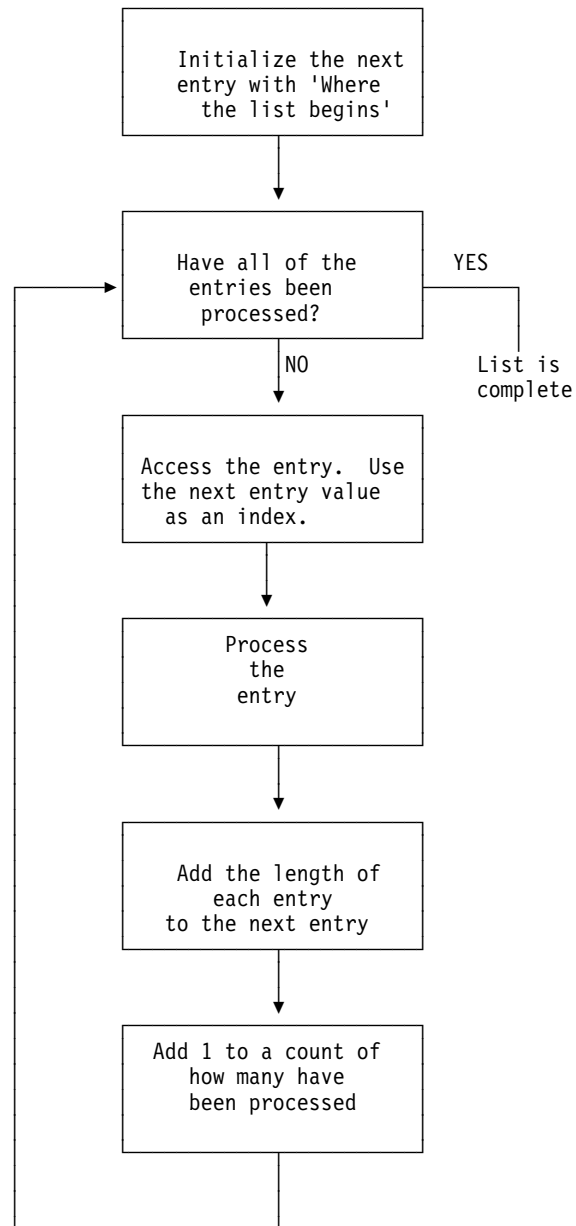 Initialize the next
entry with 'Where
the list begins'
Have all of the
entries been
processed?
YES
List is
complete
NO
Access the entry.  Use
the next entry value
as an index.
Process
the
entry
Add the length of
each entry
to the next entry
Add 1 to a count of
how many have
been processed